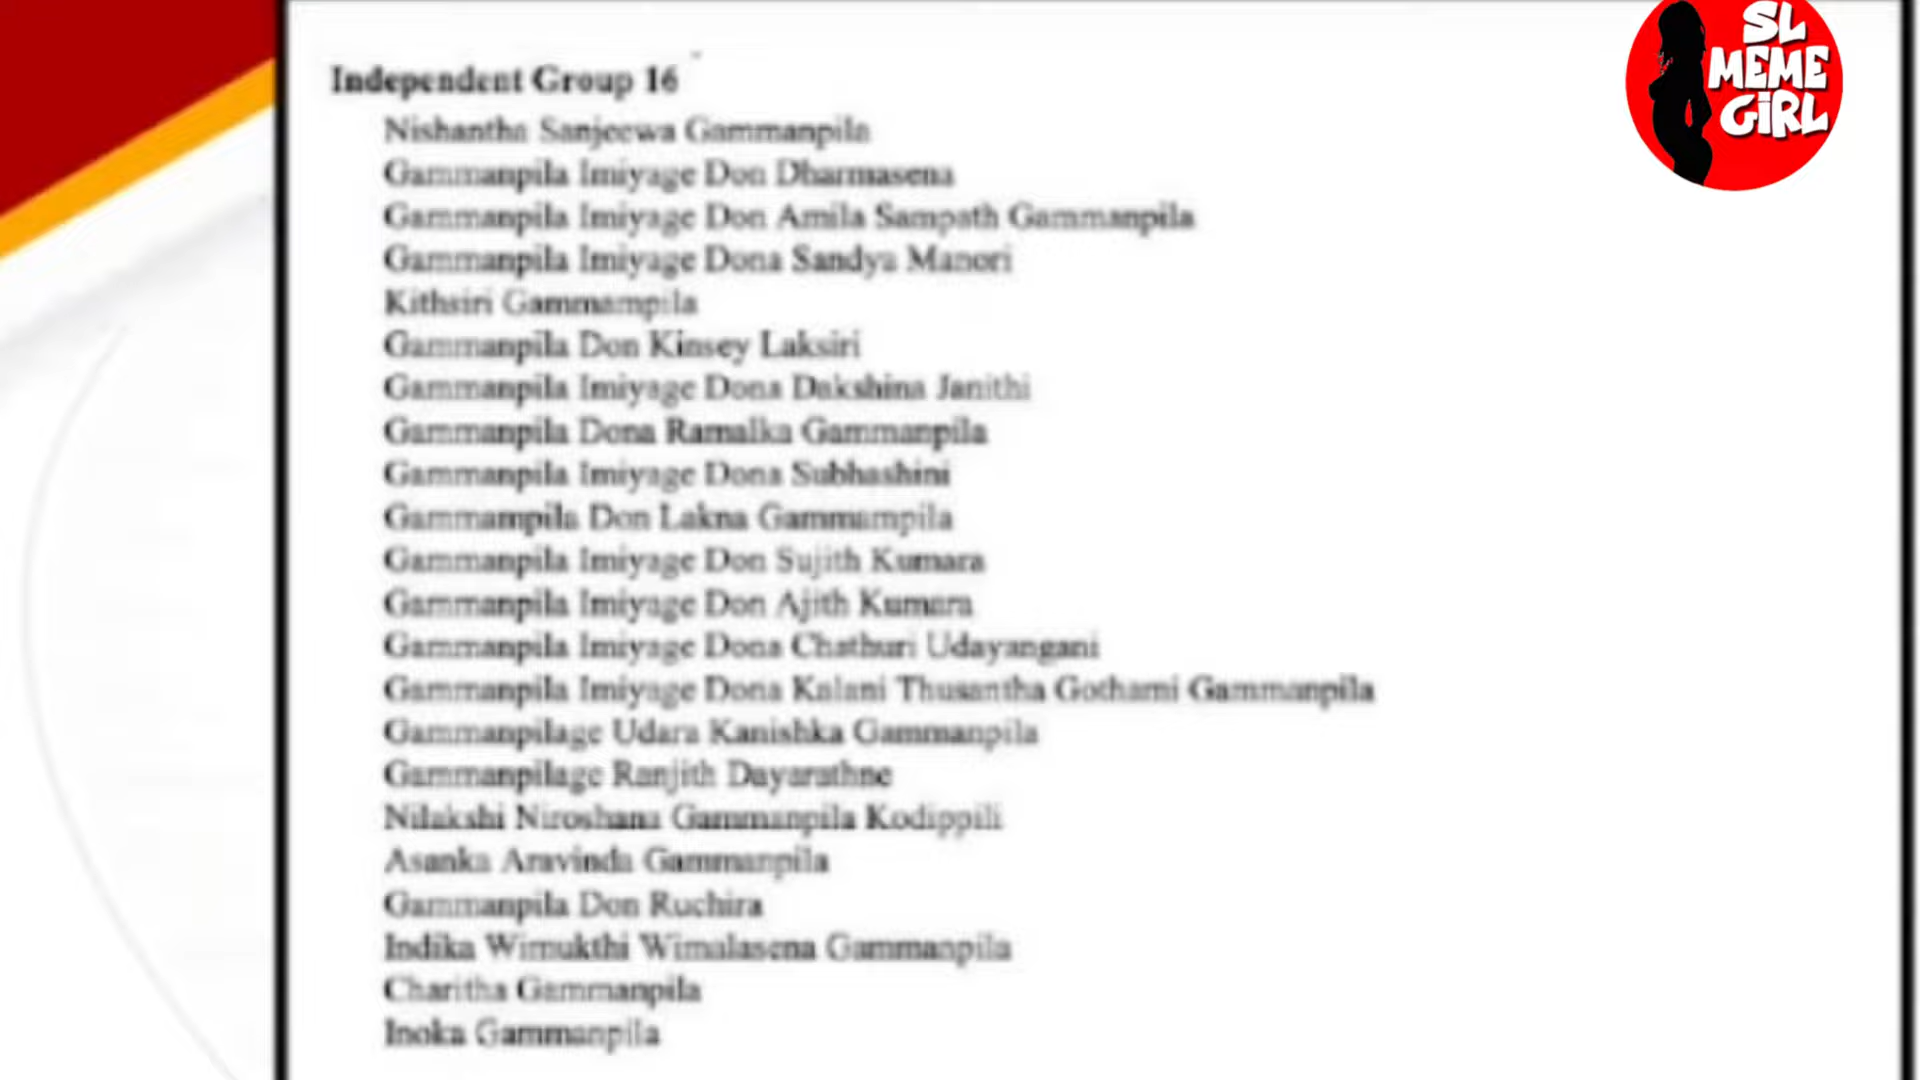 SL
MEME
GIRL
Independent Group 16
Nishantha Sanjeewa Gammanpila
Gammanpila Imiyage Don Dharmasena
Gammanpila Imiyage Don Amila Sampath Gammanpila
Gammanpila Imiyage Dona Sandya Manori
Kithsiri Gammampila
Gammanpila Don Kinsey Laksiri
Gammanpila Imiyage Dona Dakshina Janithi
Gammanpila Dona Ramalka Gammanpila
Gammanpila Imiyage Dona Subhashini
Gammampila Don Lakna Gammampila
Gammanpila Imiyage Don Sujith Kumara
Gammanpila Imiyage Don Ajith Kumara
Gammanpila Imiyage Dona Chathuri Udayangani
Gammanpila Imiyage Dona Kalani Thusantha Gothami Gammanpila
Gammanpilage Udara Kanishka Gammanpila
Gammanpilage Ranjith Dayarathne
Nilakshi Niroshana Gammanpila Kodippili
Asanka Aravinda Gammanpila
Gammanpila Don Ruchira
Indika Wimukthi Wimalasena Gammanpila
Charitha Gammanpila
Inoka Gammanpila